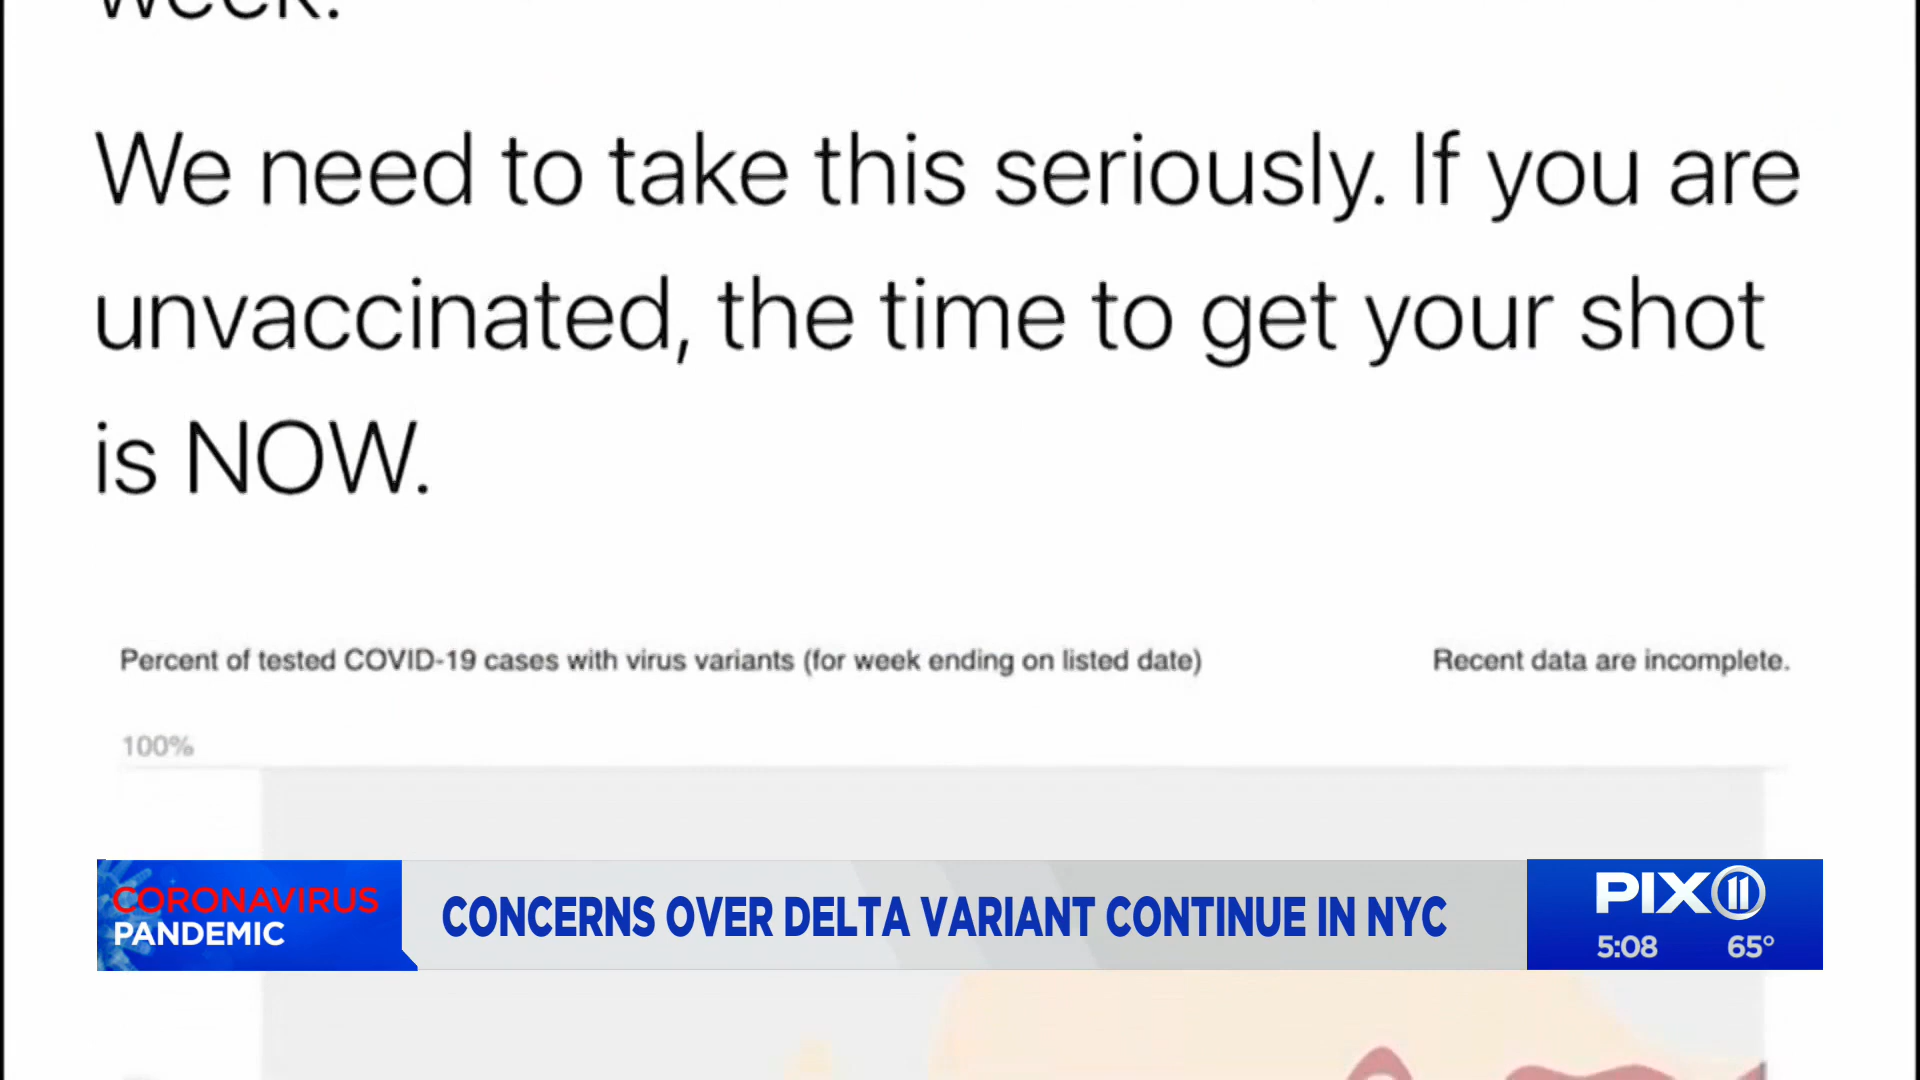 week.
We need to take this seriously. If you are
unvaccinated, the time to get your shot
is NOW.
Percent of tested COVID-19 cases with virus variants (for week ending on listed date)
Recent data are incomplete.
100%
CORONAVIRUS
PANDEMIC
CONCERNS OVER DELTA VARIANT CONTINUE IN NYC
PIX11
5:08 65°